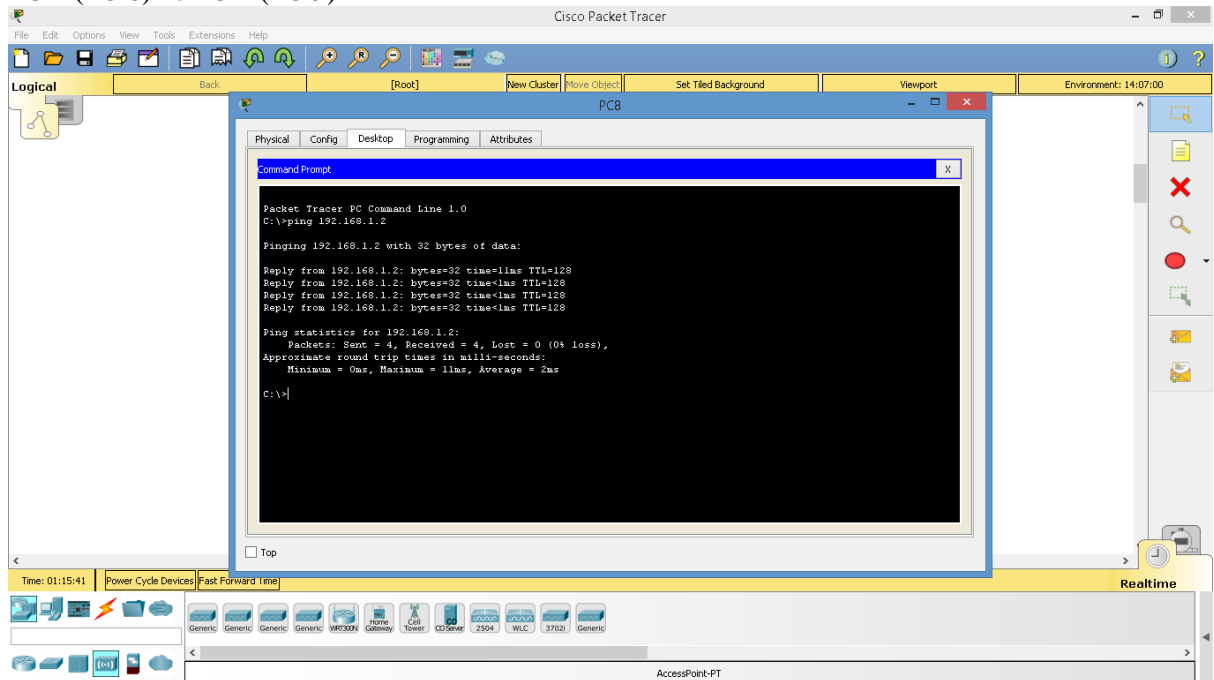 Cisco Packet Tracer
File Edit Options View Tools Extensions Help
Logical
Back
[Root]
New Cluster
Move Object
Set Tiled Background
Viewport
Environment: 14:07:00
PC8
Physical Config Desktop Programming Attributes
Command Prompt
X
Packet Tracer PC Command Line 1.0
C:\>ping 192.168.1.2
Pinging 192.168.1.2 with 32 bytes of data:
Reply from 192.168.1.2: bytes=32 time=11ms TTL=128
Reply from 192.168.1.2: bytes=32 time<1ms TTL=128
Reply from 192.168.1.2: bytes=32 time<1ms TTL=128
Reply from 192.168.1.2: bytes=32 time<1ms TTL=128
Ping statistics for 192.168.1.2:
Packets: Sent = 4, Received = 4, Lost = 0 (0% loss),
Approximate round trip times in milli-seconds:
Minimum = 0ms, Maximum = 11ms, Average = 2ms
C:\>
Top
Time: 01:15:41
Power Cycle Devices
Fast Forward Time
Realtime
Generic Generic Generic Generic WRT300N Home Gateway Cell Tower CO Server 2504 WLC 3702i Generic
AccessPoint-PT